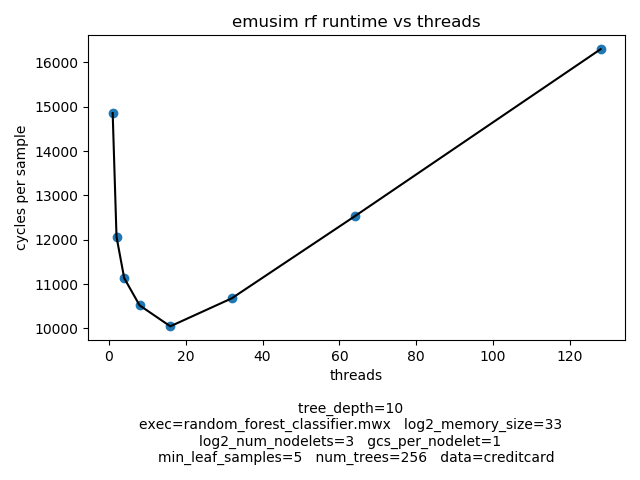 emusim rf runtime vs threads
16000
15000
14000
13000
12000
11000
10000
cycles per sample
0 20 40 60 80 100 120
threads
tree_depth=10
exec=random_forest_classifier.mwx log2_memory_size=33
log2_num_nodelets=3 gcs_per_nodelet=1
min_leaf_samples=5 num_trees=256 data=creditcard